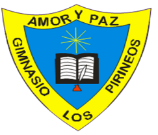 AMOR Y PAZ
GIMNASIO LOS PIRINEOS